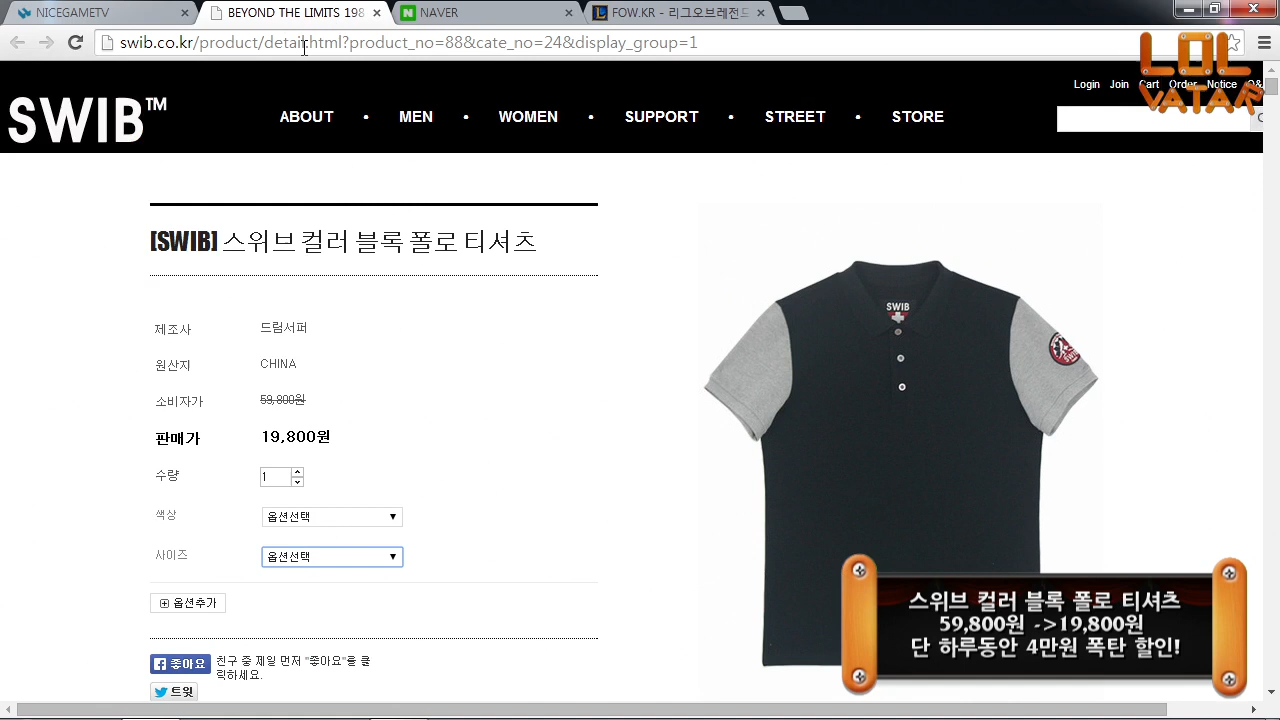 NICEGAMETV
BEYOND THE LIMITS 198
NAVER
FOW.KR - 리그오브레전드
swib.co.kr/product/detail.html?product_no=88&cate_no=24&display_group=1
LOL
VATAR
Login Join Cart Order Notice Q&A
SWIB™
ABOUT • MEN • WOMEN • SUPPORT • STREET • STORE
[SWIB] 스위브 컬러 블록 폴로 티셔츠
제조사 드림서퍼
원산지 CHINA
소비자가 59,800원
판매가 19,800원
수량 1
색상 옵션선택
사이즈 옵션선택
옵션추가
좋아요 친구 중 제일 먼저 "좋아요"를 클
릭하세요.
트윗
SWIB
SWIB
스위브 컬러 블록 폴로 티셔츠
59,800원 ->19,800원
단 하루동안 4만원 폭탄 할인!